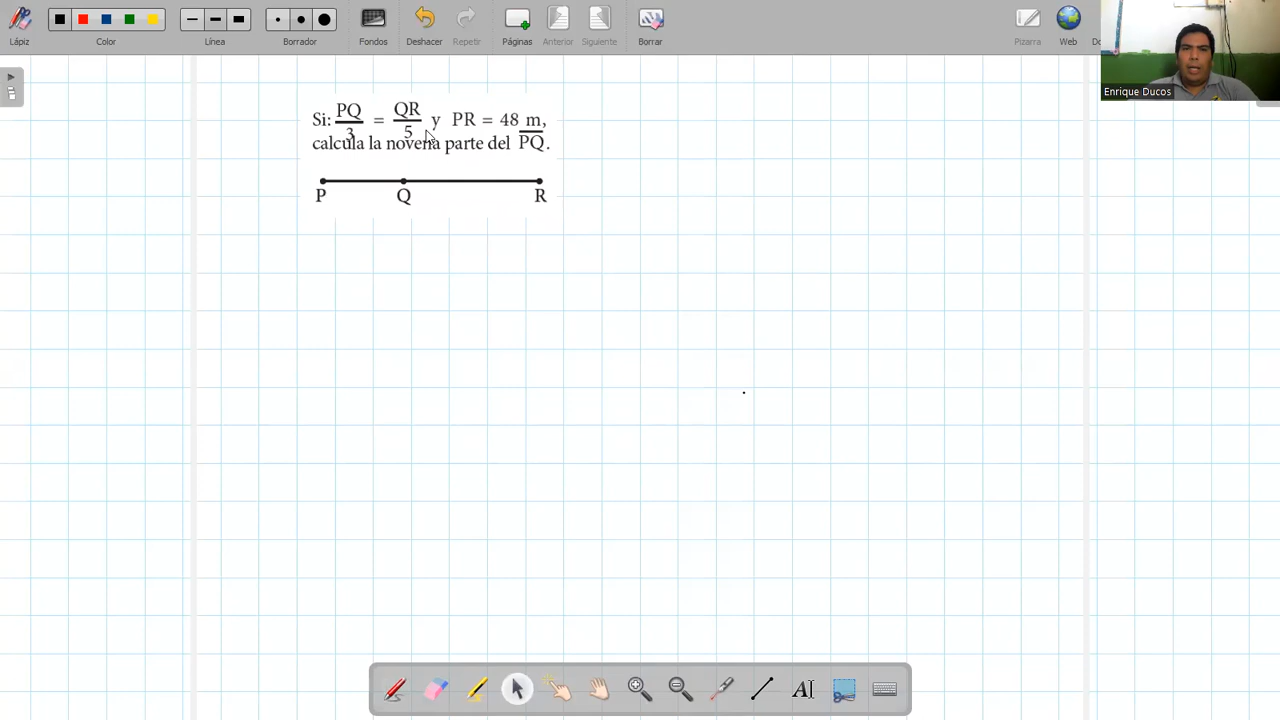 Lápiz
Color
Línea
Borrador
Fondos
Deshacer
Repetir
Páginas
Anterior
Siguiente
Borrar
Pizarra
Web
Enrique Ducos
Si: PQ/3 = QR/5 y PR = 48 m,
calcula la novena parte del P̅Q̅.
P Q R
AI